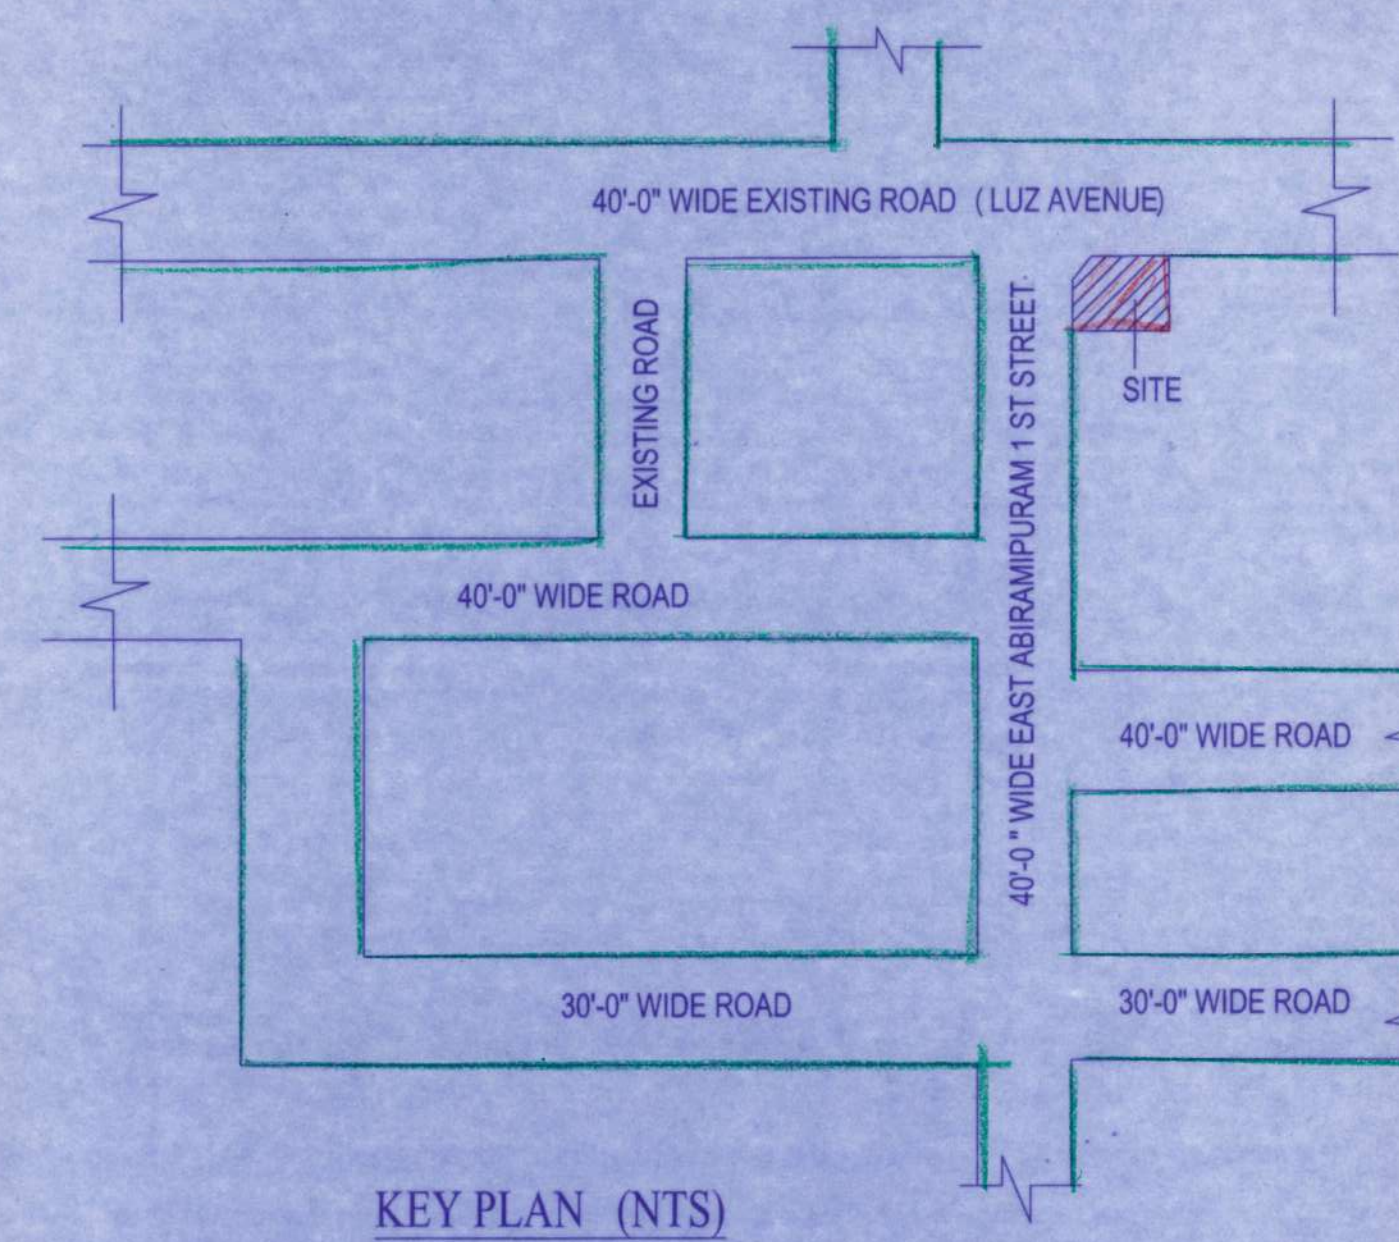 40'-0" WIDE EXISTING ROAD (LUZ AVENUE)
EXISTING ROAD
40'-0 " WIDE EAST ABIRAMIPURAM 1 ST STREET
SITE
40'-0" WIDE ROAD
40'-0" WIDE ROAD
30'-0" WIDE ROAD
30'-0" WIDE ROAD
KEY PLAN (NTS)